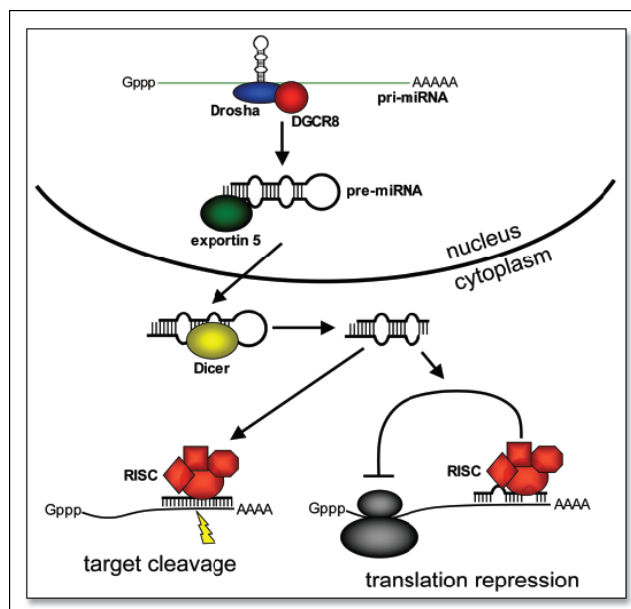 Gppp
AAAAA
pri-miRNA
Drosha
DGCR8
pre-miRNA
exportin 5
nucleus
cytoplasm
Dicer
RISC
RISC
Gppp
AAAA
Gppp
AAAA
target cleavage
translation repression